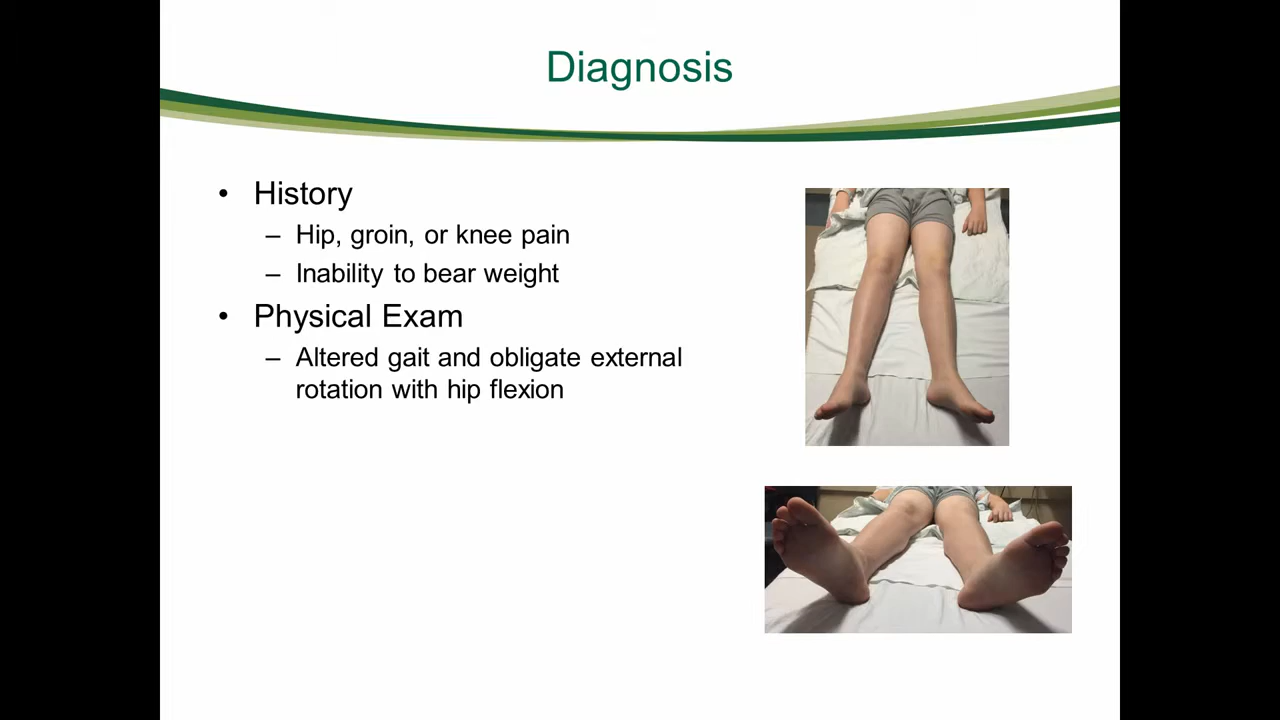 Diagnosis
• History
– Hip, groin, or knee pain
– Inability to bear weight
• Physical Exam
– Altered gait and obligate external
rotation with hip flexion